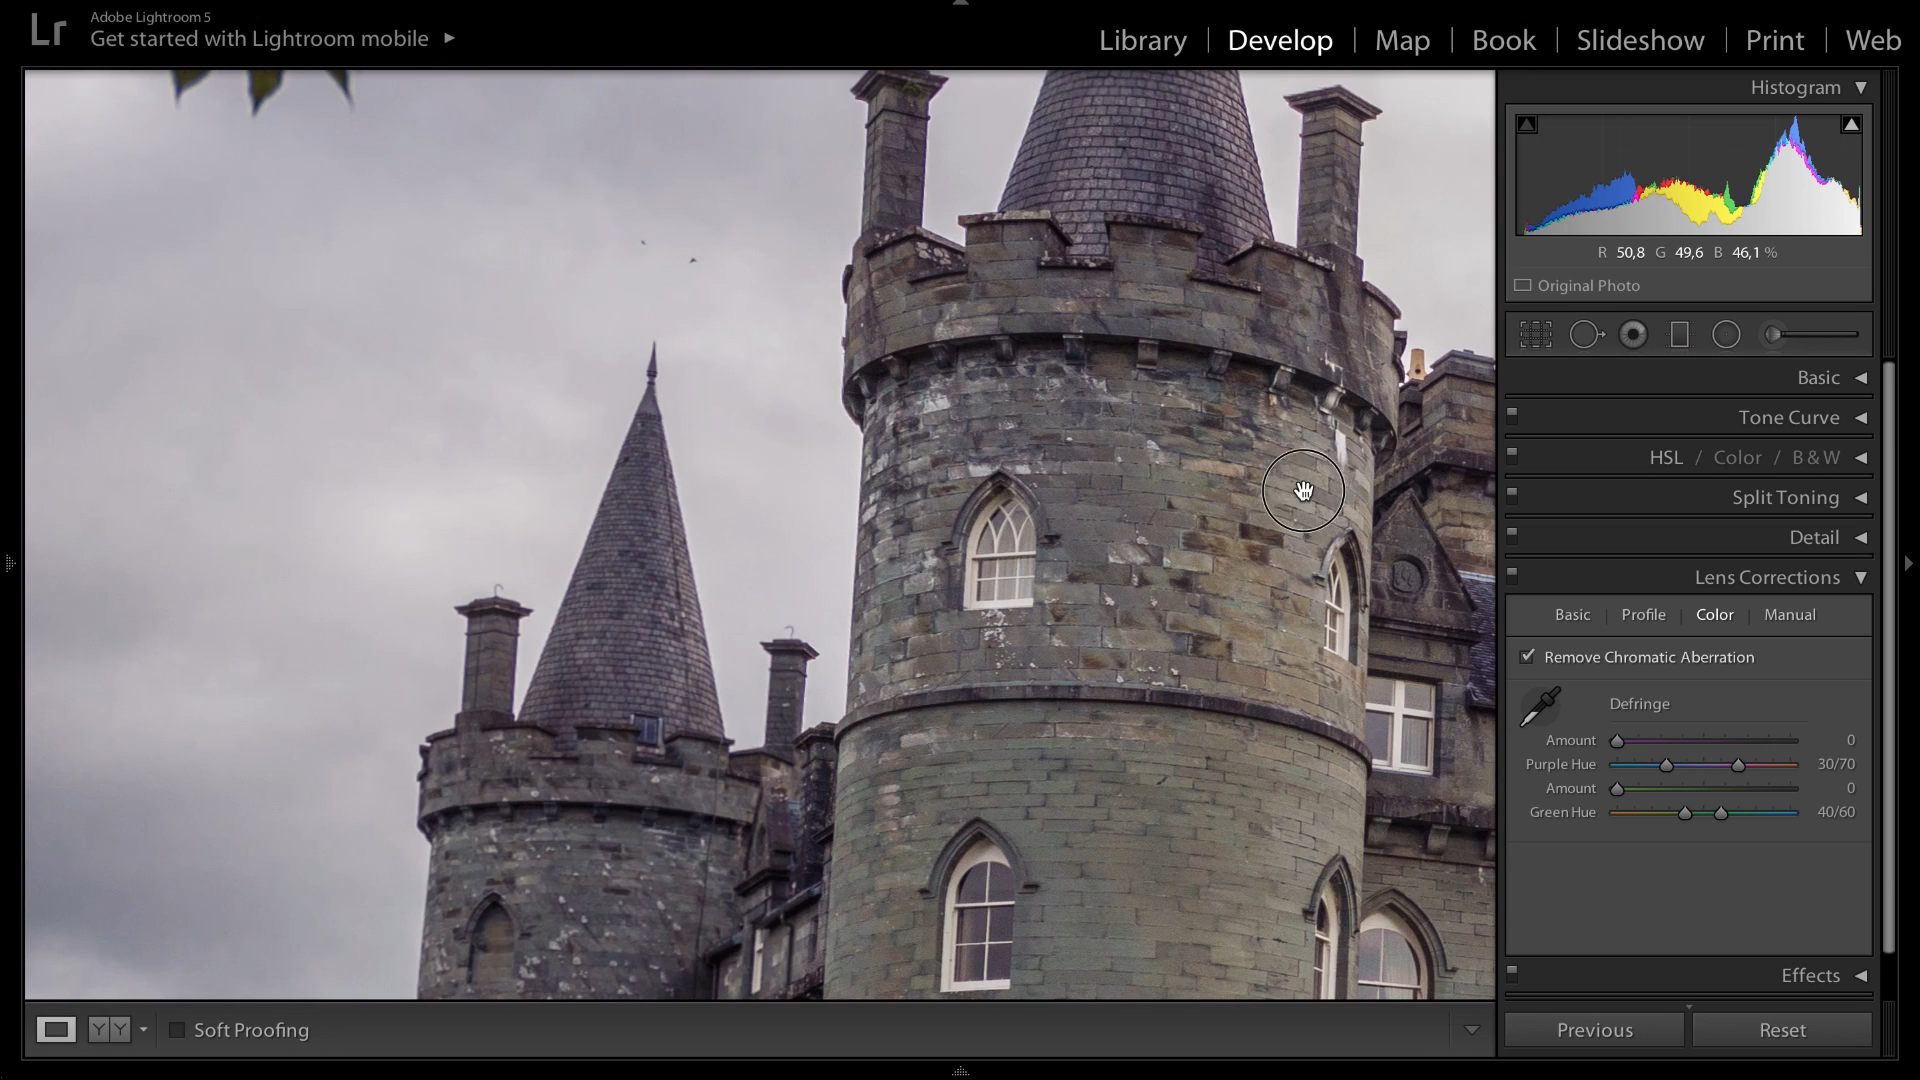 Lr
Adobe Lightroom 5
Get started with Lightroom mobile
Library | Develop | Map | Book | Slideshow | Print | Web
Histogram
R 50,8 G 49,6 B 46,1 %
Original Photo
Basic
Tone Curve
HSL / Color / B & W
Split Toning
Detail
Lens Corrections
Basic | Profile | Color | Manual
Remove Chromatic Aberration
Defringe
Amount 0
Purple Hue 30/70
Amount 0
Green Hue 40/60
Effects
Y Y Soft Proofing
Previous Reset